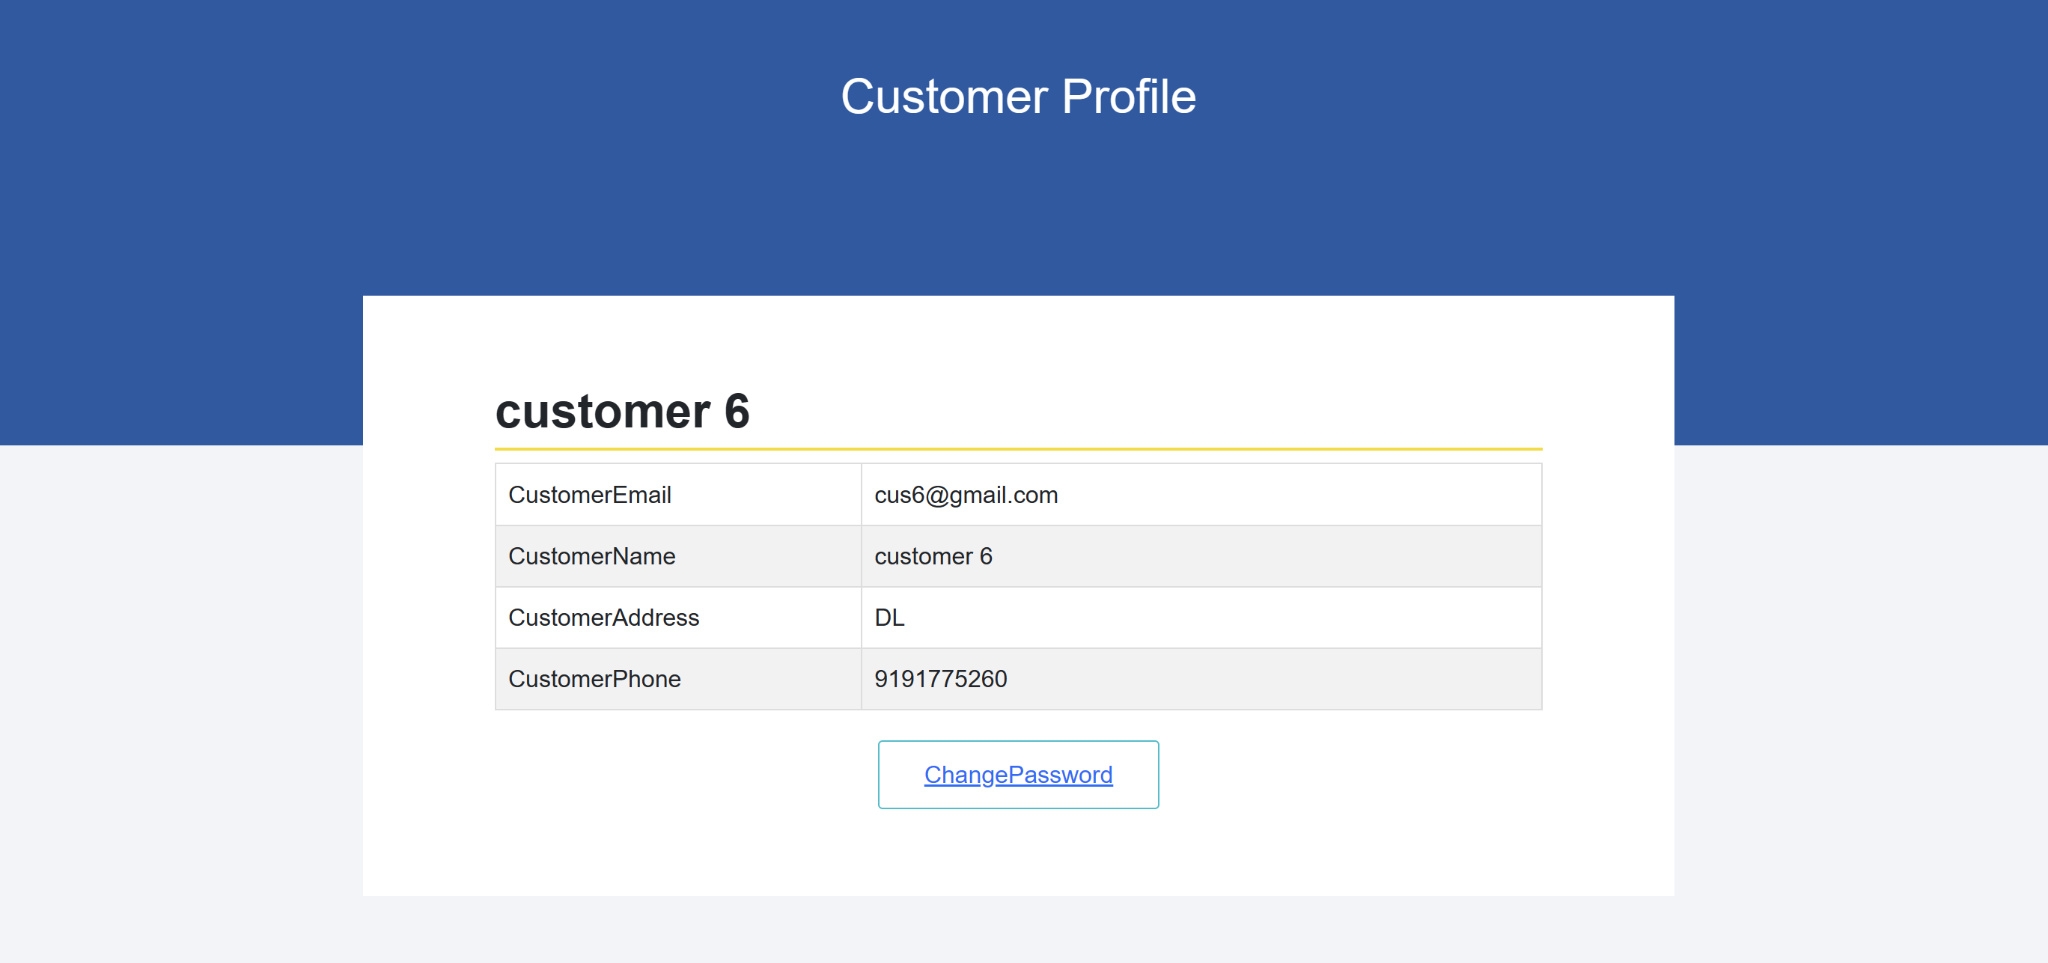 Customer Profile
customer 6
CustomerEmail cus6@gmail.com
CustomerName customer 6
CustomerAddress DL
CustomerPhone 9191775260
ChangePassword